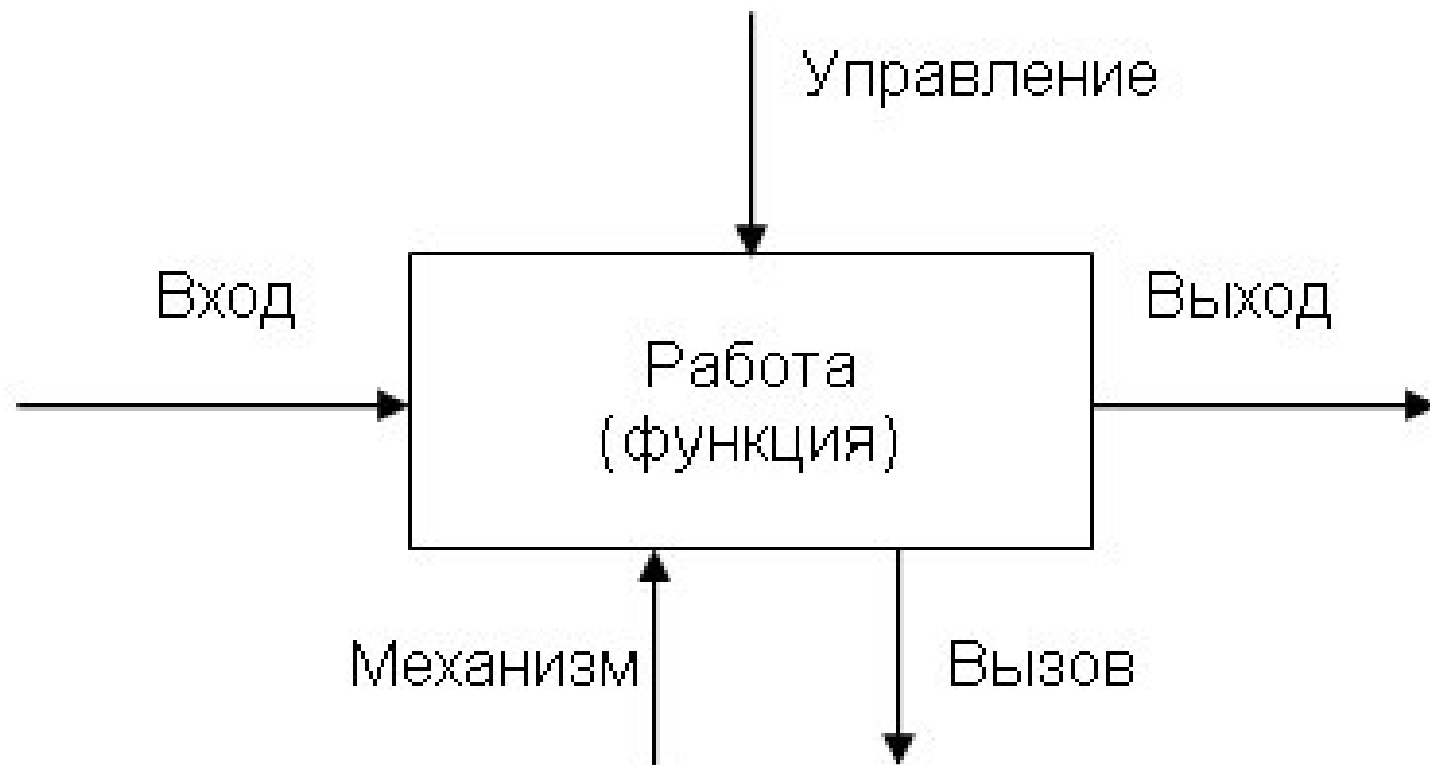 Управление
Вход
Выход
Работа
(функция)
Механизм
Вызов